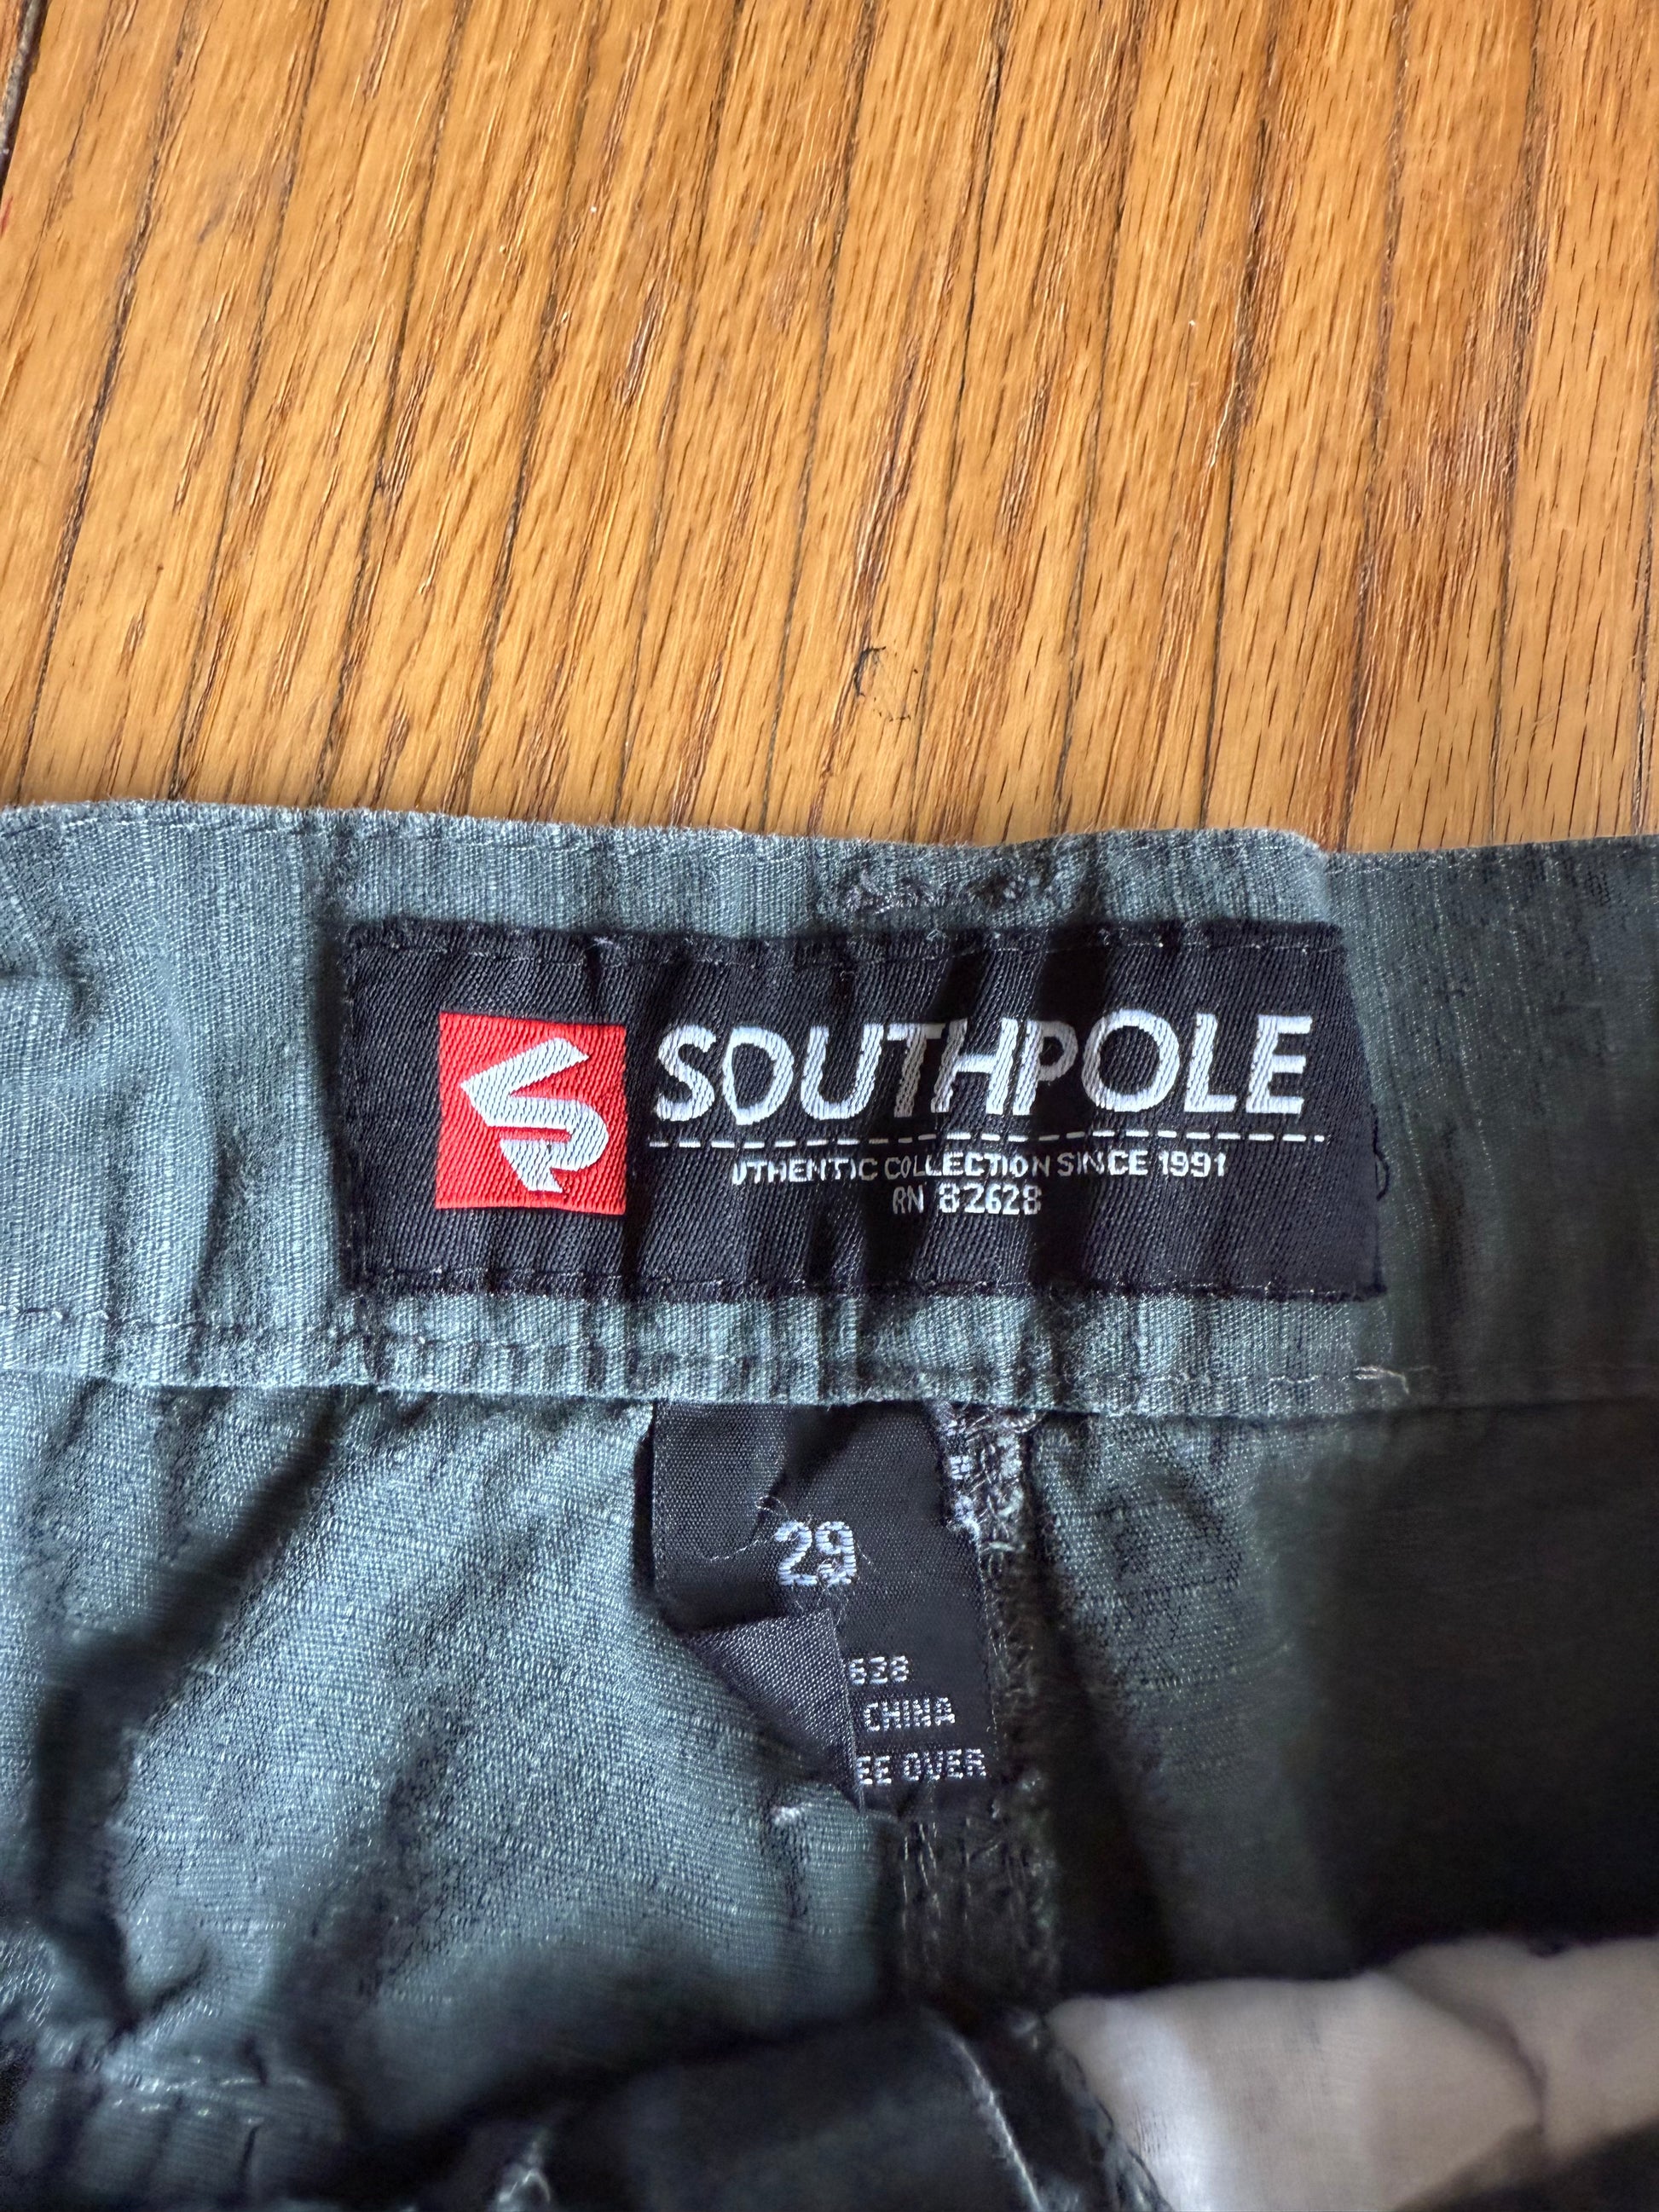 SOUTHPOLE
UTHENTIC COLLECTION SINCE 1991
RN 82628
29
628
CHINA
EE OVER